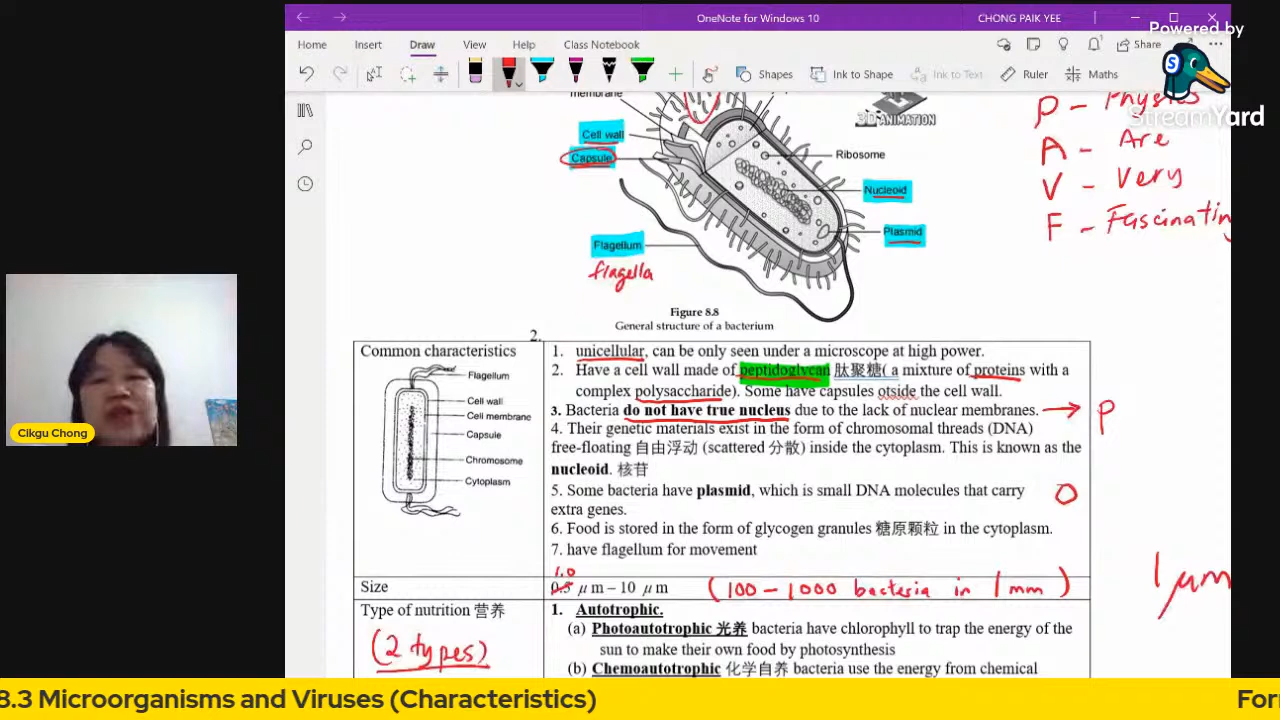 OneNote for Windows 10
CHONG PAIK YEE
Powered by
StreamYard
Home Insert Draw View Help Class Notebook
Share
Shapes Ink to Shape Ink to Text Ruler Maths
membrane
Cell wall
Capsule
3D ANIMATION
Ribosome
Nucleoid
Plasmid
Flagellum
flagella
P - Physics
A - Are
V - Very
F - Fascinating
Figure 8.8
General structure of a bacterium
2.
Common characteristics
Flagellum
Cell wall
Cell membrane
Capsule
Chromosome
Cytoplasm
1. unicellular, can be only seen under a microscope at high power.
2. Have a cell wall made of peptidoglycan 肽聚糖( a mixture of proteins with a
complex polysaccharide). Some have capsules otside the cell wall.
3. Bacteria do not have true nucleus due to the lack of nuclear membranes. → P
4. Their genetic materials exist in the form of chromosomal threads (DNA)
free-floating 自由浮动 (scattered 分散) inside the cytoplasm. This is known as the
nucleoid. 核苷
5. Some bacteria have plasmid, which is small DNA molecules that carry
extra genes.
6. Food is stored in the form of glycogen granules 糖原颗粒 in the cytoplasm.
7. have flagellum for movement
Size
1.0
0.5 μ m – 10 μ m (100 - 1000 bacteria in 1 mm)
1 μm
Type of nutrition 营养
(2 types)
1. Autotrophic.
(a) Photoautotrophic 光养 bacteria have chlorophyll to trap the energy of the
sun to make their own food by photosynthesis
(b) Chemoautotrophic 化学自养 bacteria use the energy from chemical
Cikgu Chong
8.3 Microorganisms and Viruses (Characteristics)
For